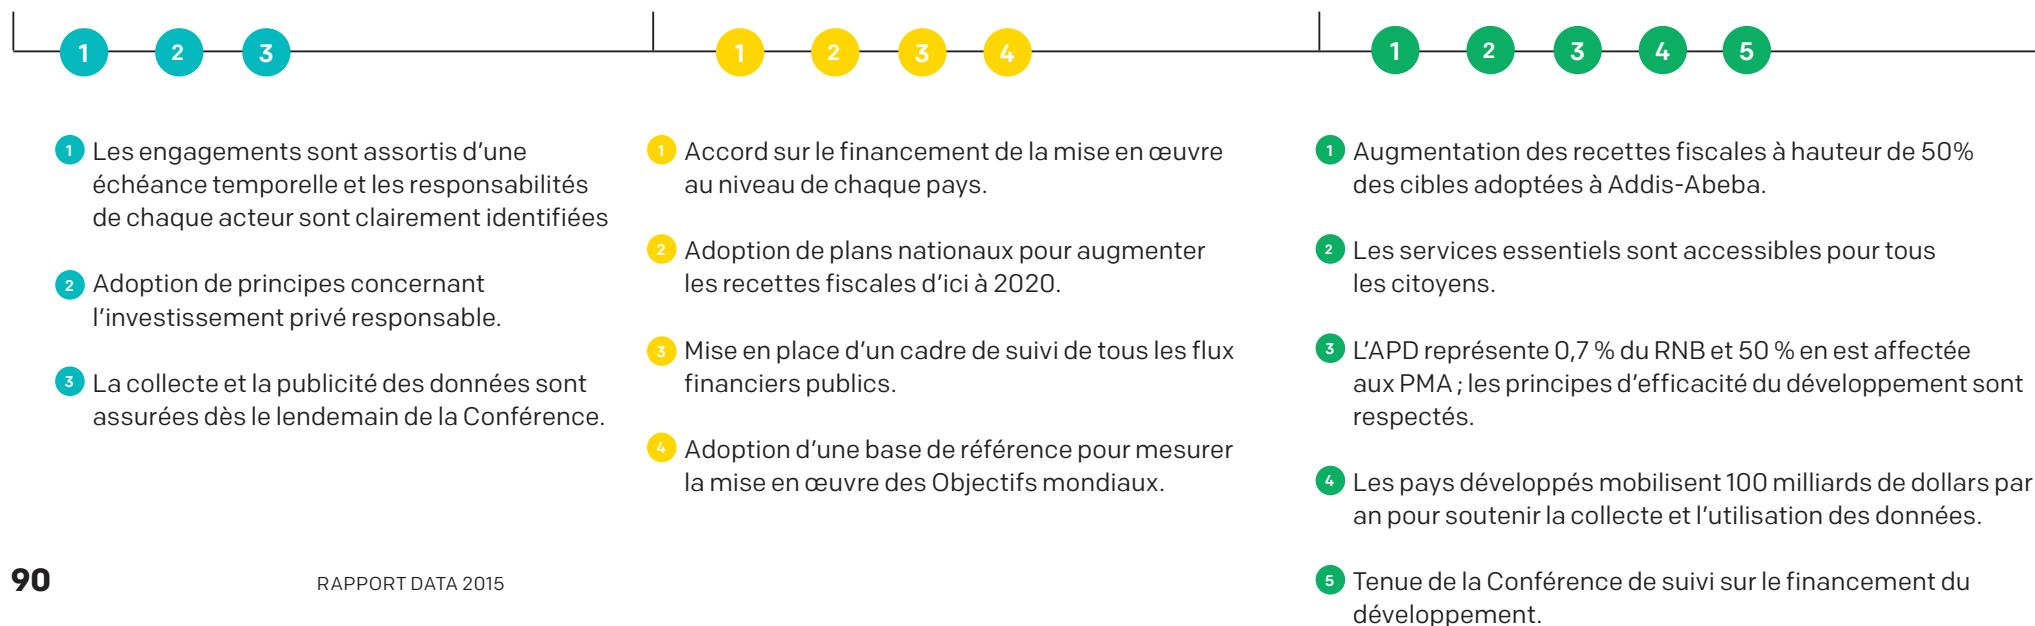 1 2 3
1 2 3 4
1 2 3 4 5
1 Les engagements sont assortis d'une
échéance temporelle et les responsabilités
de chaque acteur sont clairement identifiées
2 Adoption de principes concernant
l'investissement privé responsable.
3 La collecte et la publicité des données sont
assurées dès le lendemain de la Conférence.
1 Accord sur le financement de la mise en œuvre
au niveau de chaque pays.
2 Adoption de plans nationaux pour augmenter
les recettes fiscales d'ici à 2020.
3 Mise en place d'un cadre de suivi de tous les flux
financiers publics.
4 Adoption d'une base de référence pour mesurer
la mise en œuvre des Objectifs mondiaux.
1 Augmentation des recettes fiscales à hauteur de 50%
des cibles adoptées à Addis-Abeba.
2 Les services essentiels sont accessibles pour tous
les citoyens.
3 L'APD représente 0,7 % du RNB et 50 % en est affectée
aux PMA ; les principes d'efficacité du développement sont
respectés.
4 Les pays développés mobilisent 100 milliards de dollars par
an pour soutenir la collecte et l'utilisation des données.
5 Tenue de la Conférence de suivi sur le financement du
développement.
90
RAPPORT DATA 2015